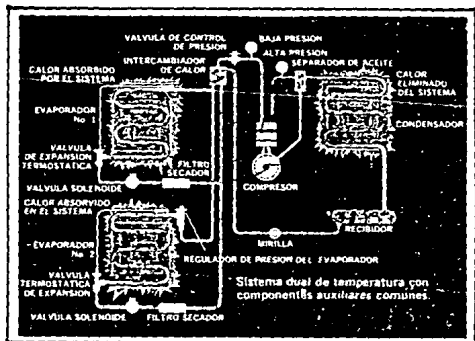 VALVULA DE CONTROL
DE PRESION
BAJA PRESION
ALTA PRESION
SEPARADOR DE ACEITE
INTERCAMBIADOR
DE CALOR
CALOR ABSORBIDO
POR EL SISTEMA
CALOR
ELIMINADO
DEL SISTEMA
EVAPORADOR
No 1
CONDENSADOR
VALVULA
DE EXPANSION
TERMOSTATICA
FILTRO
SECADOR
VALVULA SOLENOIDE
COMPRESOR
CALOR ABSORVIDO
EN EL SISTEMA
RECIBIDOR
MIRILLA
EVAPORADOR
No 2
REGULADOR DE PRESION DEL EVAPORADOR
VALVULA
TERMOSTATICA
DE EXPANSION
Sistema dual de temperatura con
componentes auxiliares comunes.
VALVULA SOLENOIDE
FILTRO SECADOR